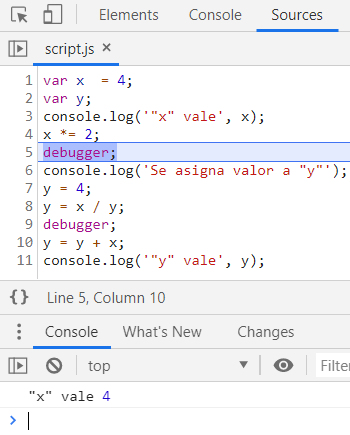 Elements Console Sources
script.js ×
1 var x  = 4;
2 var y;
3 console.log('"x" vale', x);
4 x *= 2;
5 debugger;
6 console.log('Se asigna valor a "y"');
7 y = 4;
8 y = x / y;
9 debugger;
10 y = y + x;
11 console.log('"y" vale', y);
{} Line 5, Column 10
Console What's New Changes
top Filter
"x" vale 4
>